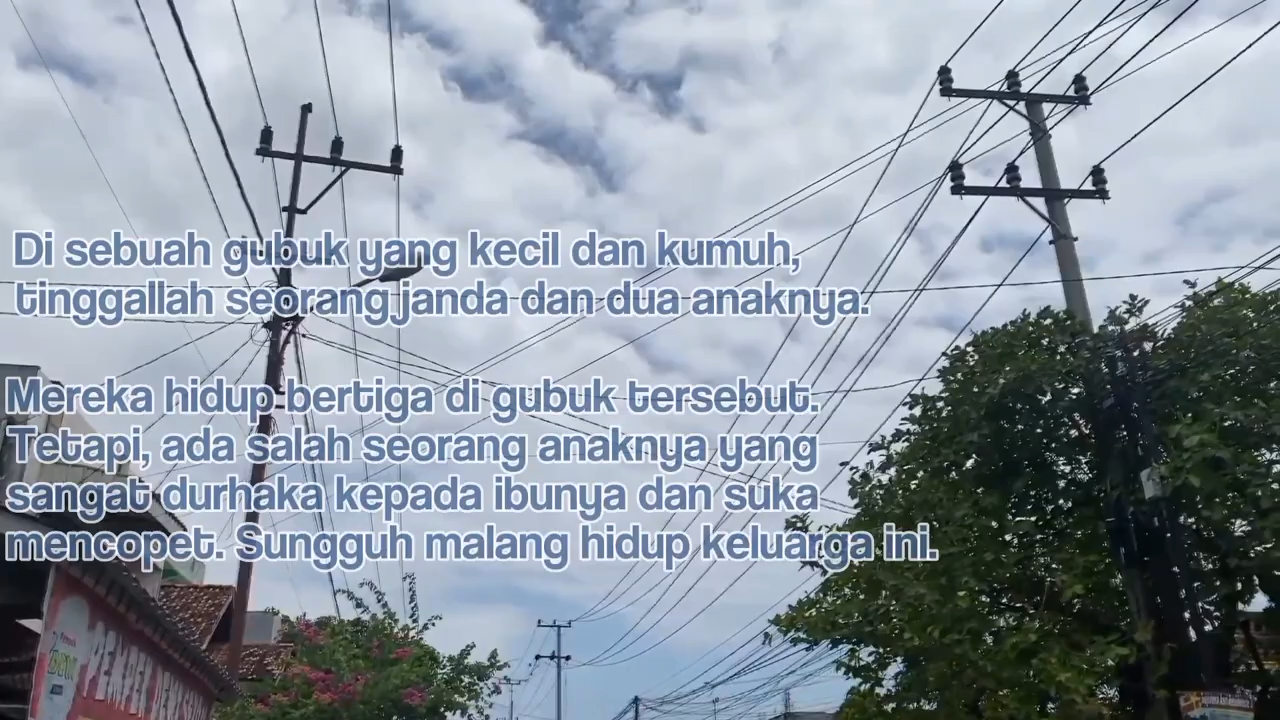 Di sebuah gubuk yang kecil dan kumuh,
tinggallah seorang janda dan dua anaknya.
Mereka hidup bertiga di gubuk tersebut.
Tetapi, ada salah seorang anaknya yang
sangat durhaka kepada ibunya dan suka
mencopet. Sungguh malang hidup keluarga ini.